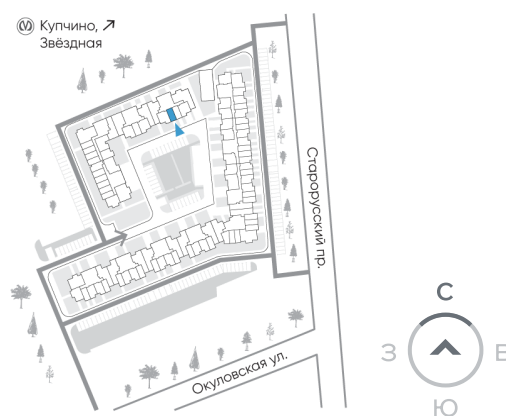 Купчино, ↗
Звёздная
Старорусский пр.
Окуловская ул.
С
З
В
Ю